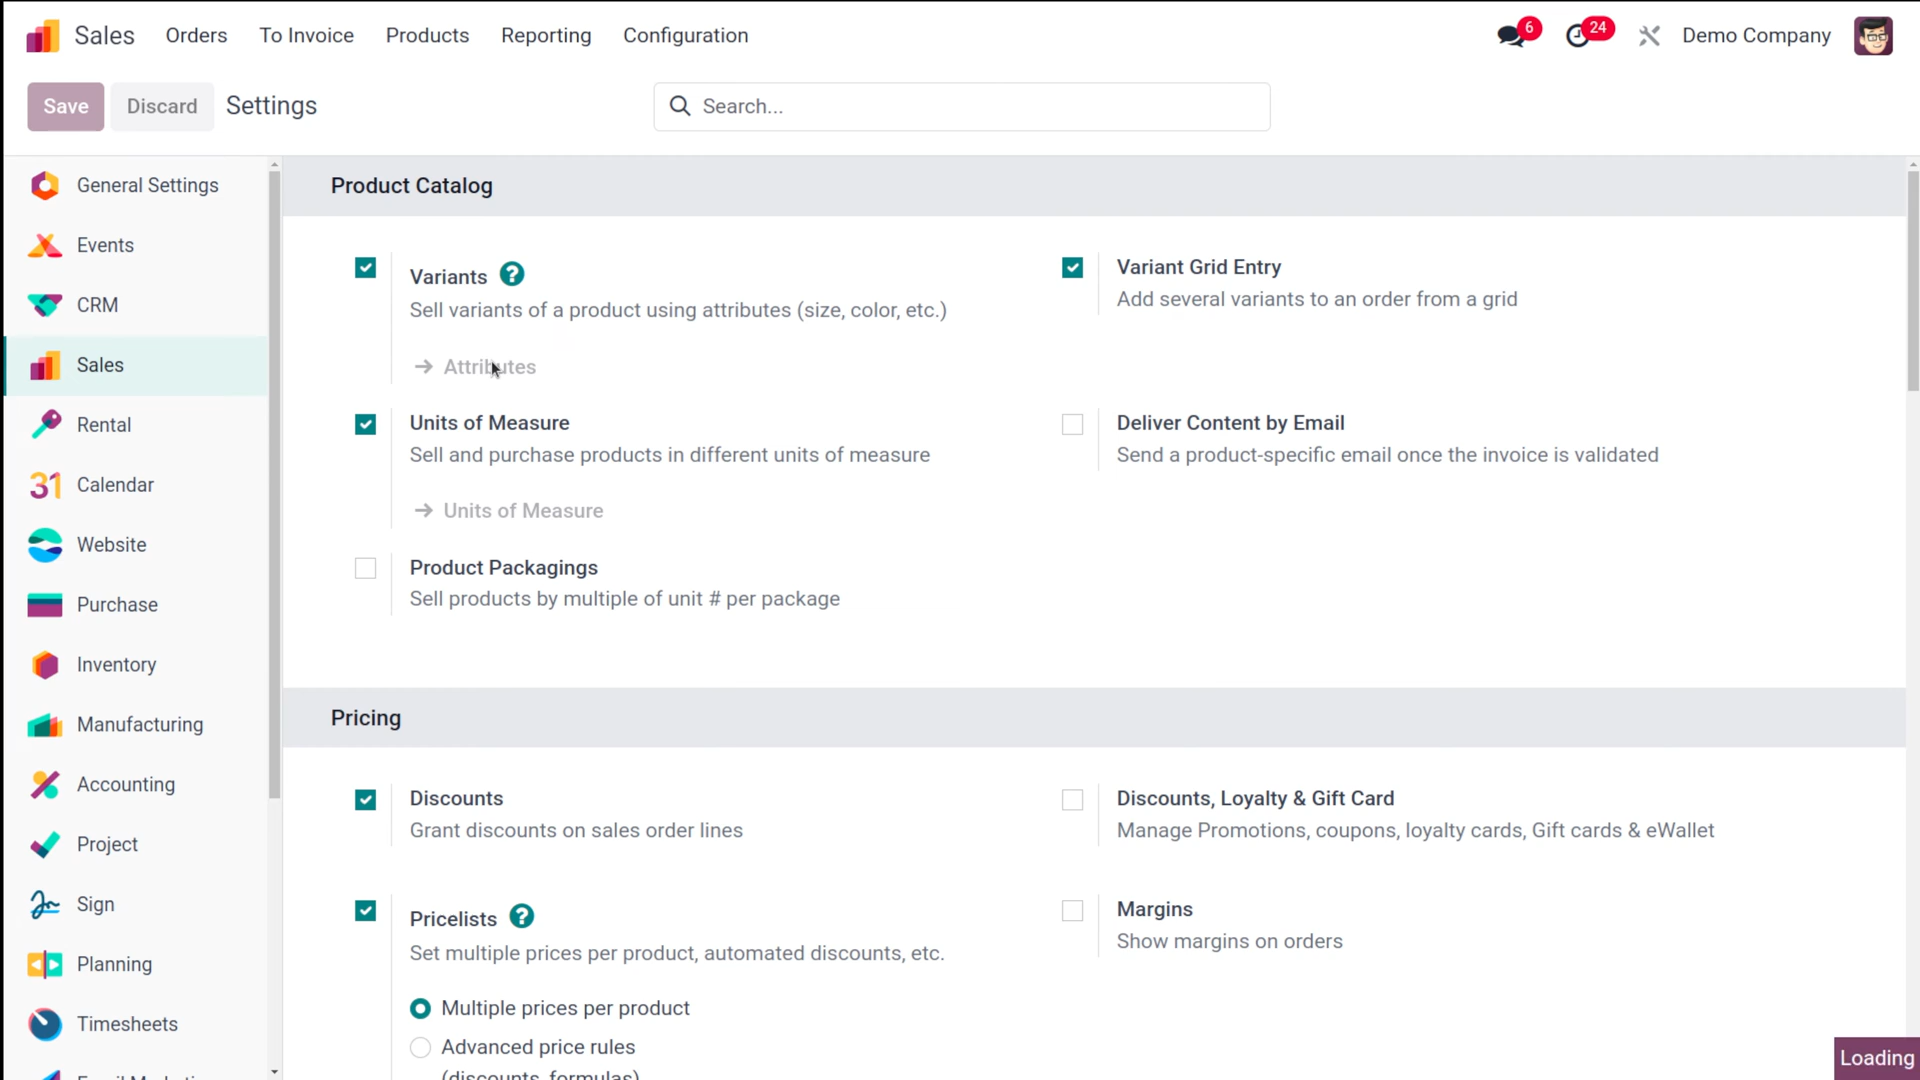 Sales Orders To Invoice Products Reporting Configuration 6 24 Demo Company
Save Discard Settings Search...
General Settings
Events
CRM
Sales
Rental
31 Calendar
Website
Purchase
Inventory
Manufacturing
Accounting
Project
Sign
Planning
Timesheets
Product Catalog
Variants ?
Sell variants of a product using attributes (size, color, etc.)
Attributes
Variant Grid Entry
Add several variants to an order from a grid
Units of Measure
Sell and purchase products in different units of measure
Units of Measure
Deliver Content by Email
Send a product-specific email once the invoice is validated
Product Packagings
Sell products by multiple of unit # per package
Pricing
Discounts
Grant discounts on sales order lines
Discounts, Loyalty & Gift Card
Manage Promotions, coupons, loyalty cards, Gift cards & eWallet
Pricelists ?
Set multiple prices per product, automated discounts, etc.
Multiple prices per product
Advanced price rules
(discounts, formulas)
Margins
Show margins on orders
Loading